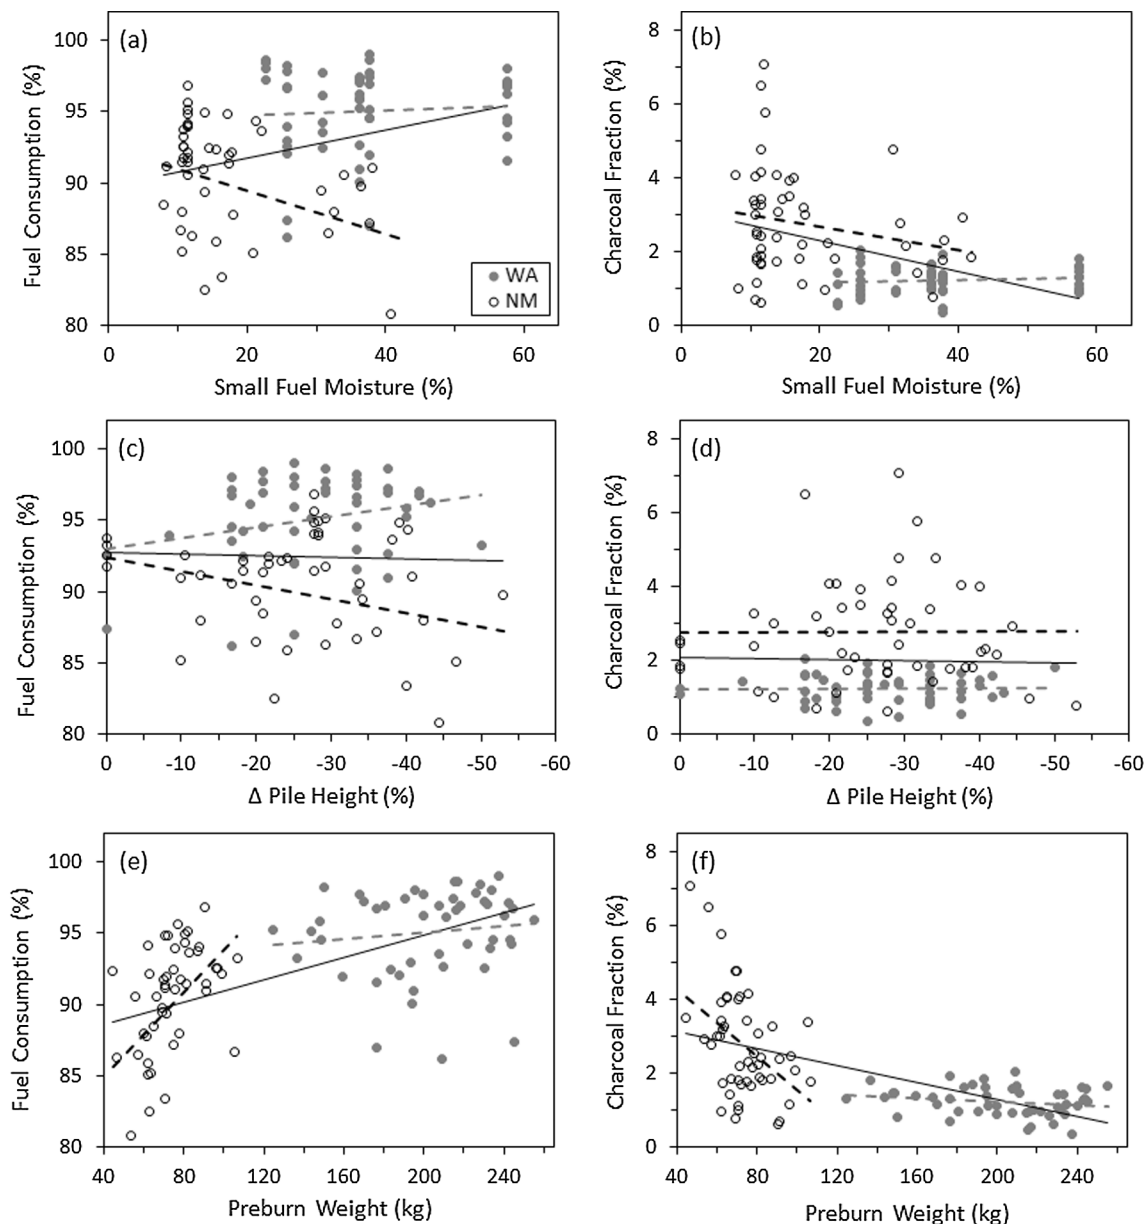 (a)
Fuel Consumption (%)
100
95
90
85
80
WA
NM
0 20 40 60
Small Fuel Moisture (%)
(b)
Charcoal Fraction (%)
8
6
4
2
0
0 20 40 60
Small Fuel Moisture (%)
(c)
Fuel Consumption (%)
100
95
90
85
80
0 -10 -20 -30 -40 -50 -60
Δ Pile Height (%)
(d)
Charcoal Fraction (%)
8
6
4
2
0
0 -10 -20 -30 -40 -50 -60
Δ Pile Height (%)
(e)
Fuel Consumption (%)
100
95
90
85
80
40 80 120 160 200 240
Preburn Weight (kg)
(f)
Charcoal Fraction (%)
8
6
4
2
0
40 80 120 160 200 240
Preburn Weight (kg)